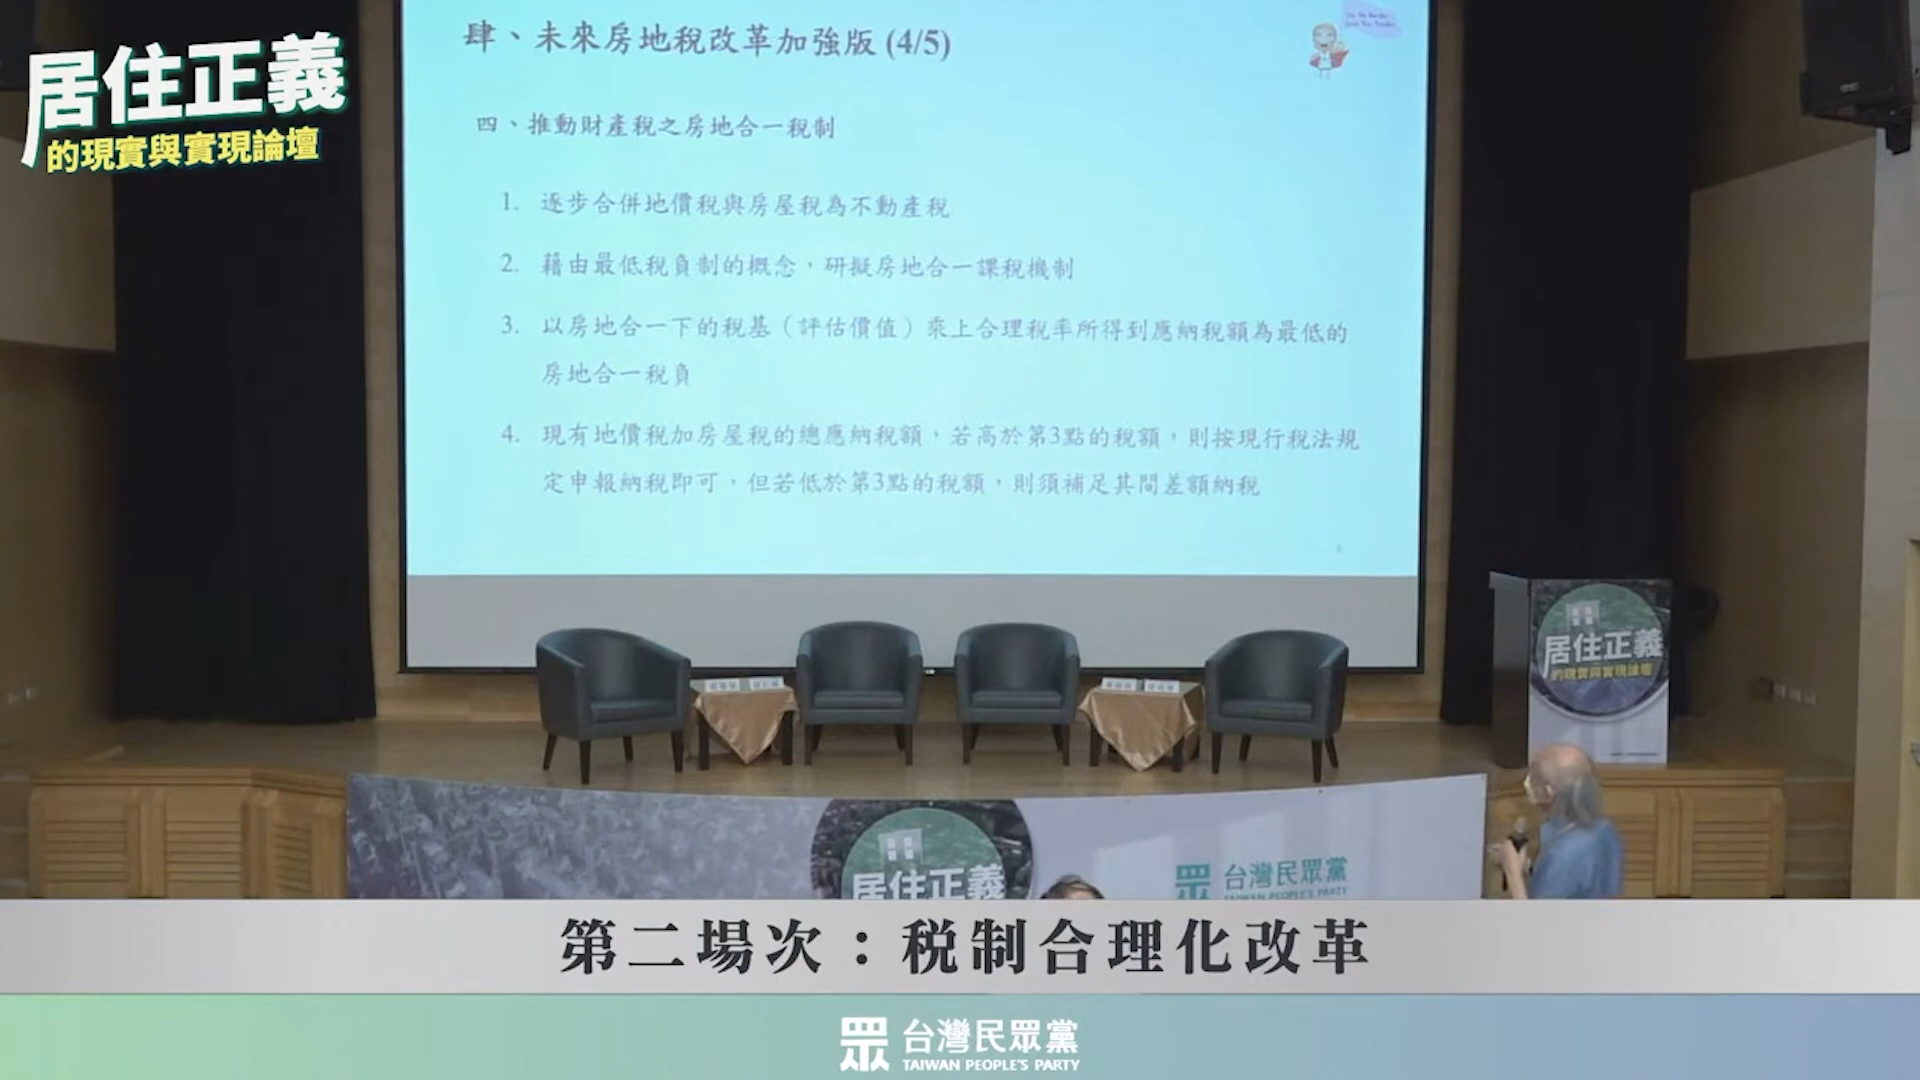 居住正義
的現實與實現論壇
肆、未來房地稅改革加強版 (4/5)
四、推動財產稅之房地合一稅制
1. 逐步合併地價稅與房屋稅為不動產稅
2. 藉由最低稅負制的概念，研擬房地合一課稅機制
3. 以房地合一下的稅基（評估價值）乘上合理稅率所得到應納稅額為最低的
房地合一稅負
4. 現有地價稅加房屋稅的總應納稅額，若高於第3點的稅額，則按現行稅法規
定申報納稅即可，但若低於第3點的稅額，則須補足其間差額納稅
居住正義
的現實與實現論壇
居住正義
眾 台灣民眾黨
TAIWAN PEOPLE'S PARTY
第二場次：稅制合理化改革
眾 台灣民眾黨
TAIWAN PEOPLE'S PARTY